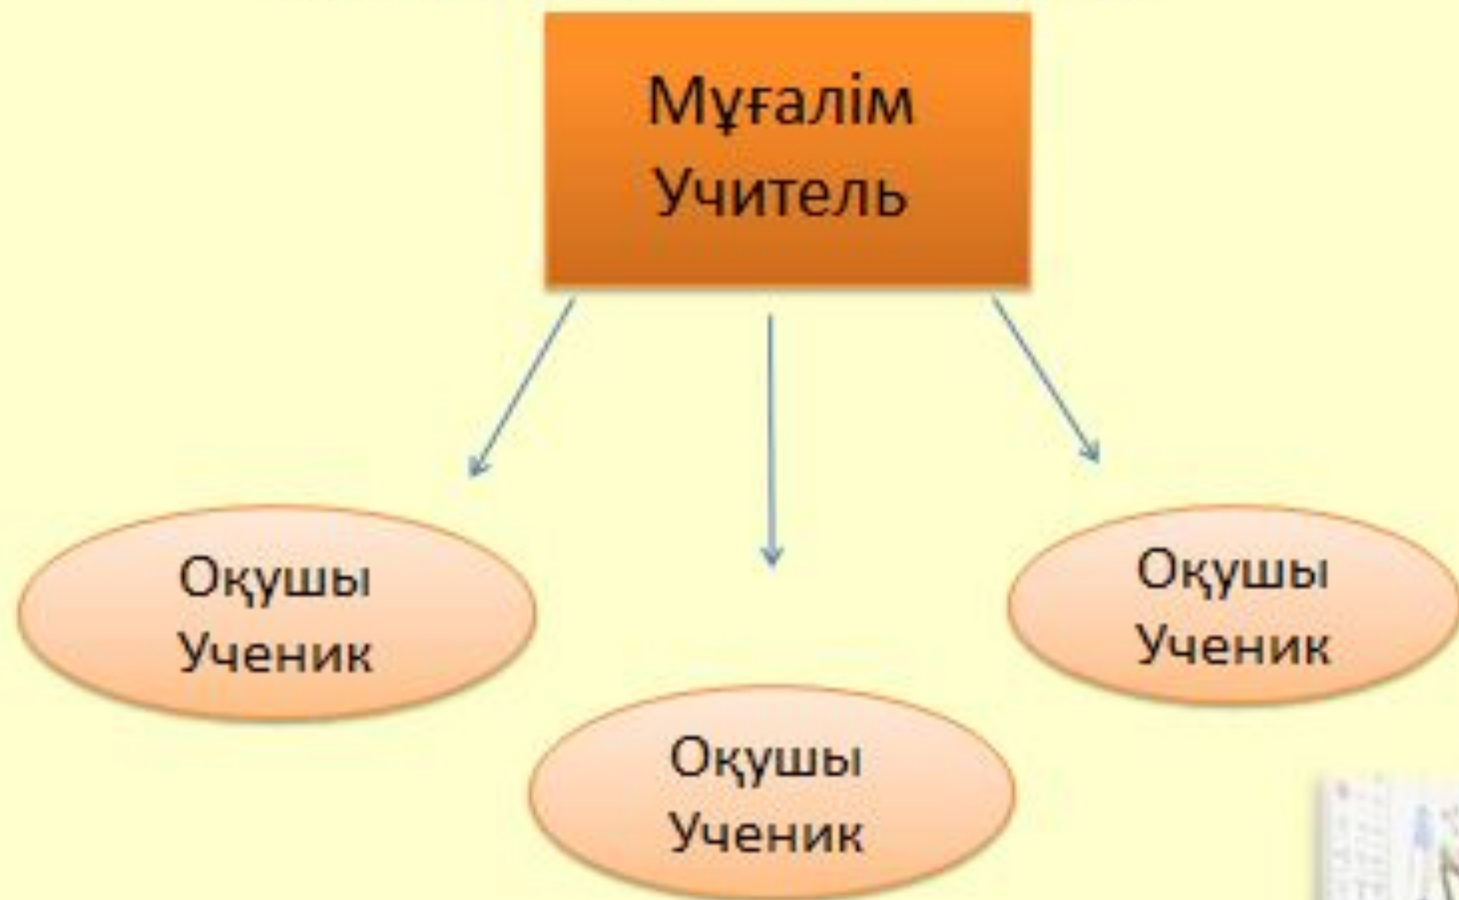 Мұғалім
Учитель
Оқушы
Ученик
Оқушы
Ученик
Оқушы
Ученик